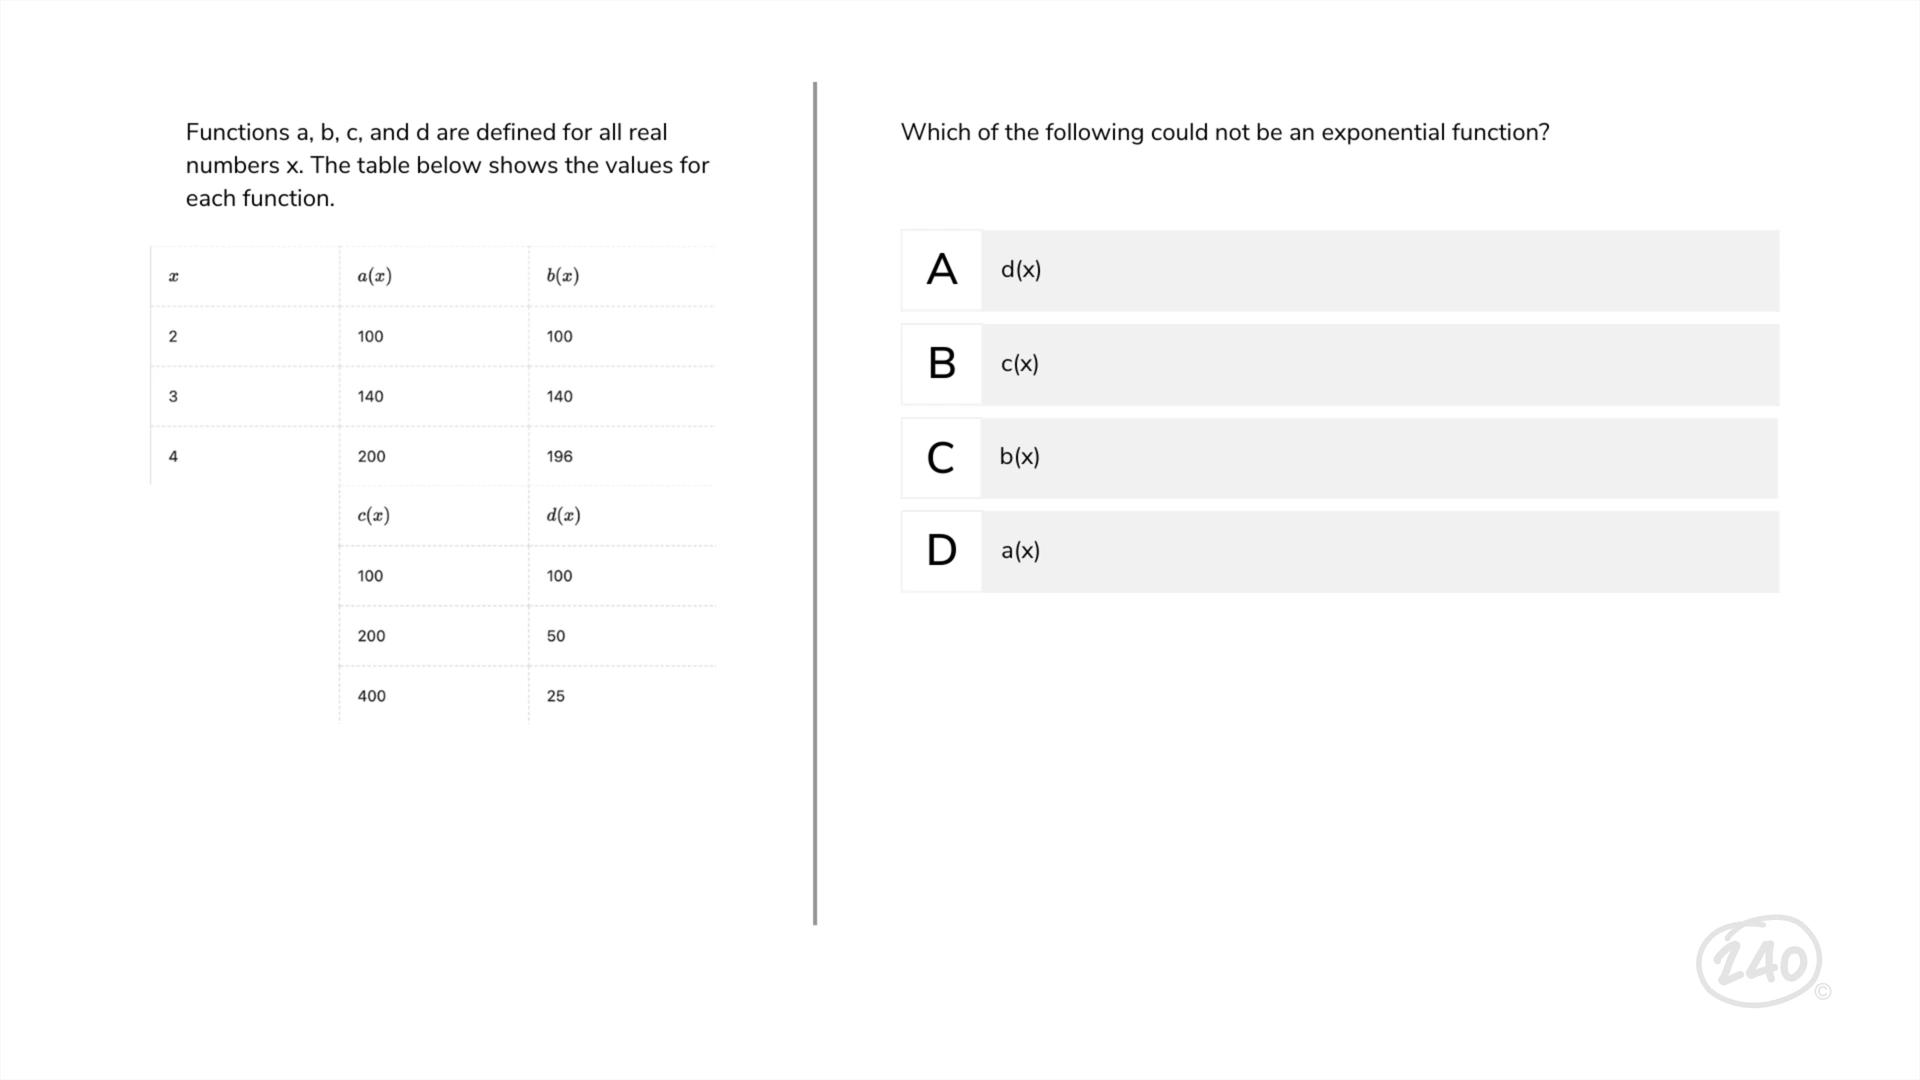 Functions a, b, c, and d are defined for all real
numbers x. The table below shows the values for
each function.
x a(x) b(x)
2 100 100
3 140 140
4 200 196
c(x) d(x)
100 100
200 50
400 25
Which of the following could not be an exponential function?
A d(x)
B c(x)
C b(x)
D a(x)
240
©